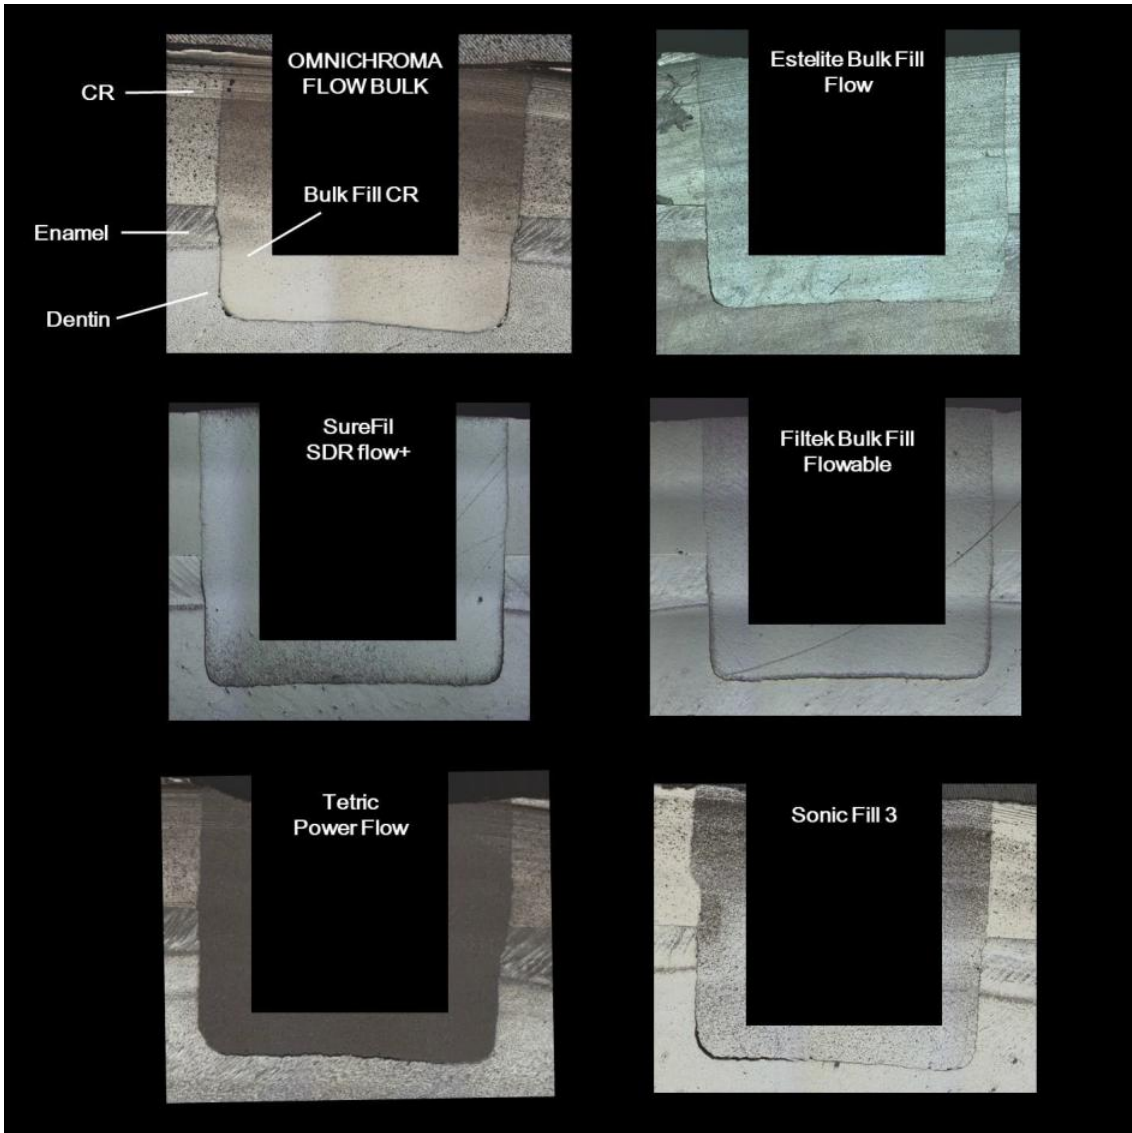 OMNICHROMA
FLOW BULK
CR
Bulk Fill CR
Enamel
Dentin
Estelite Bulk Fill
Flow
SureFil
SDR flow+
Filtek Bulk Fill
Flowable
Tetric
Power Flow
Sonic Fill 3